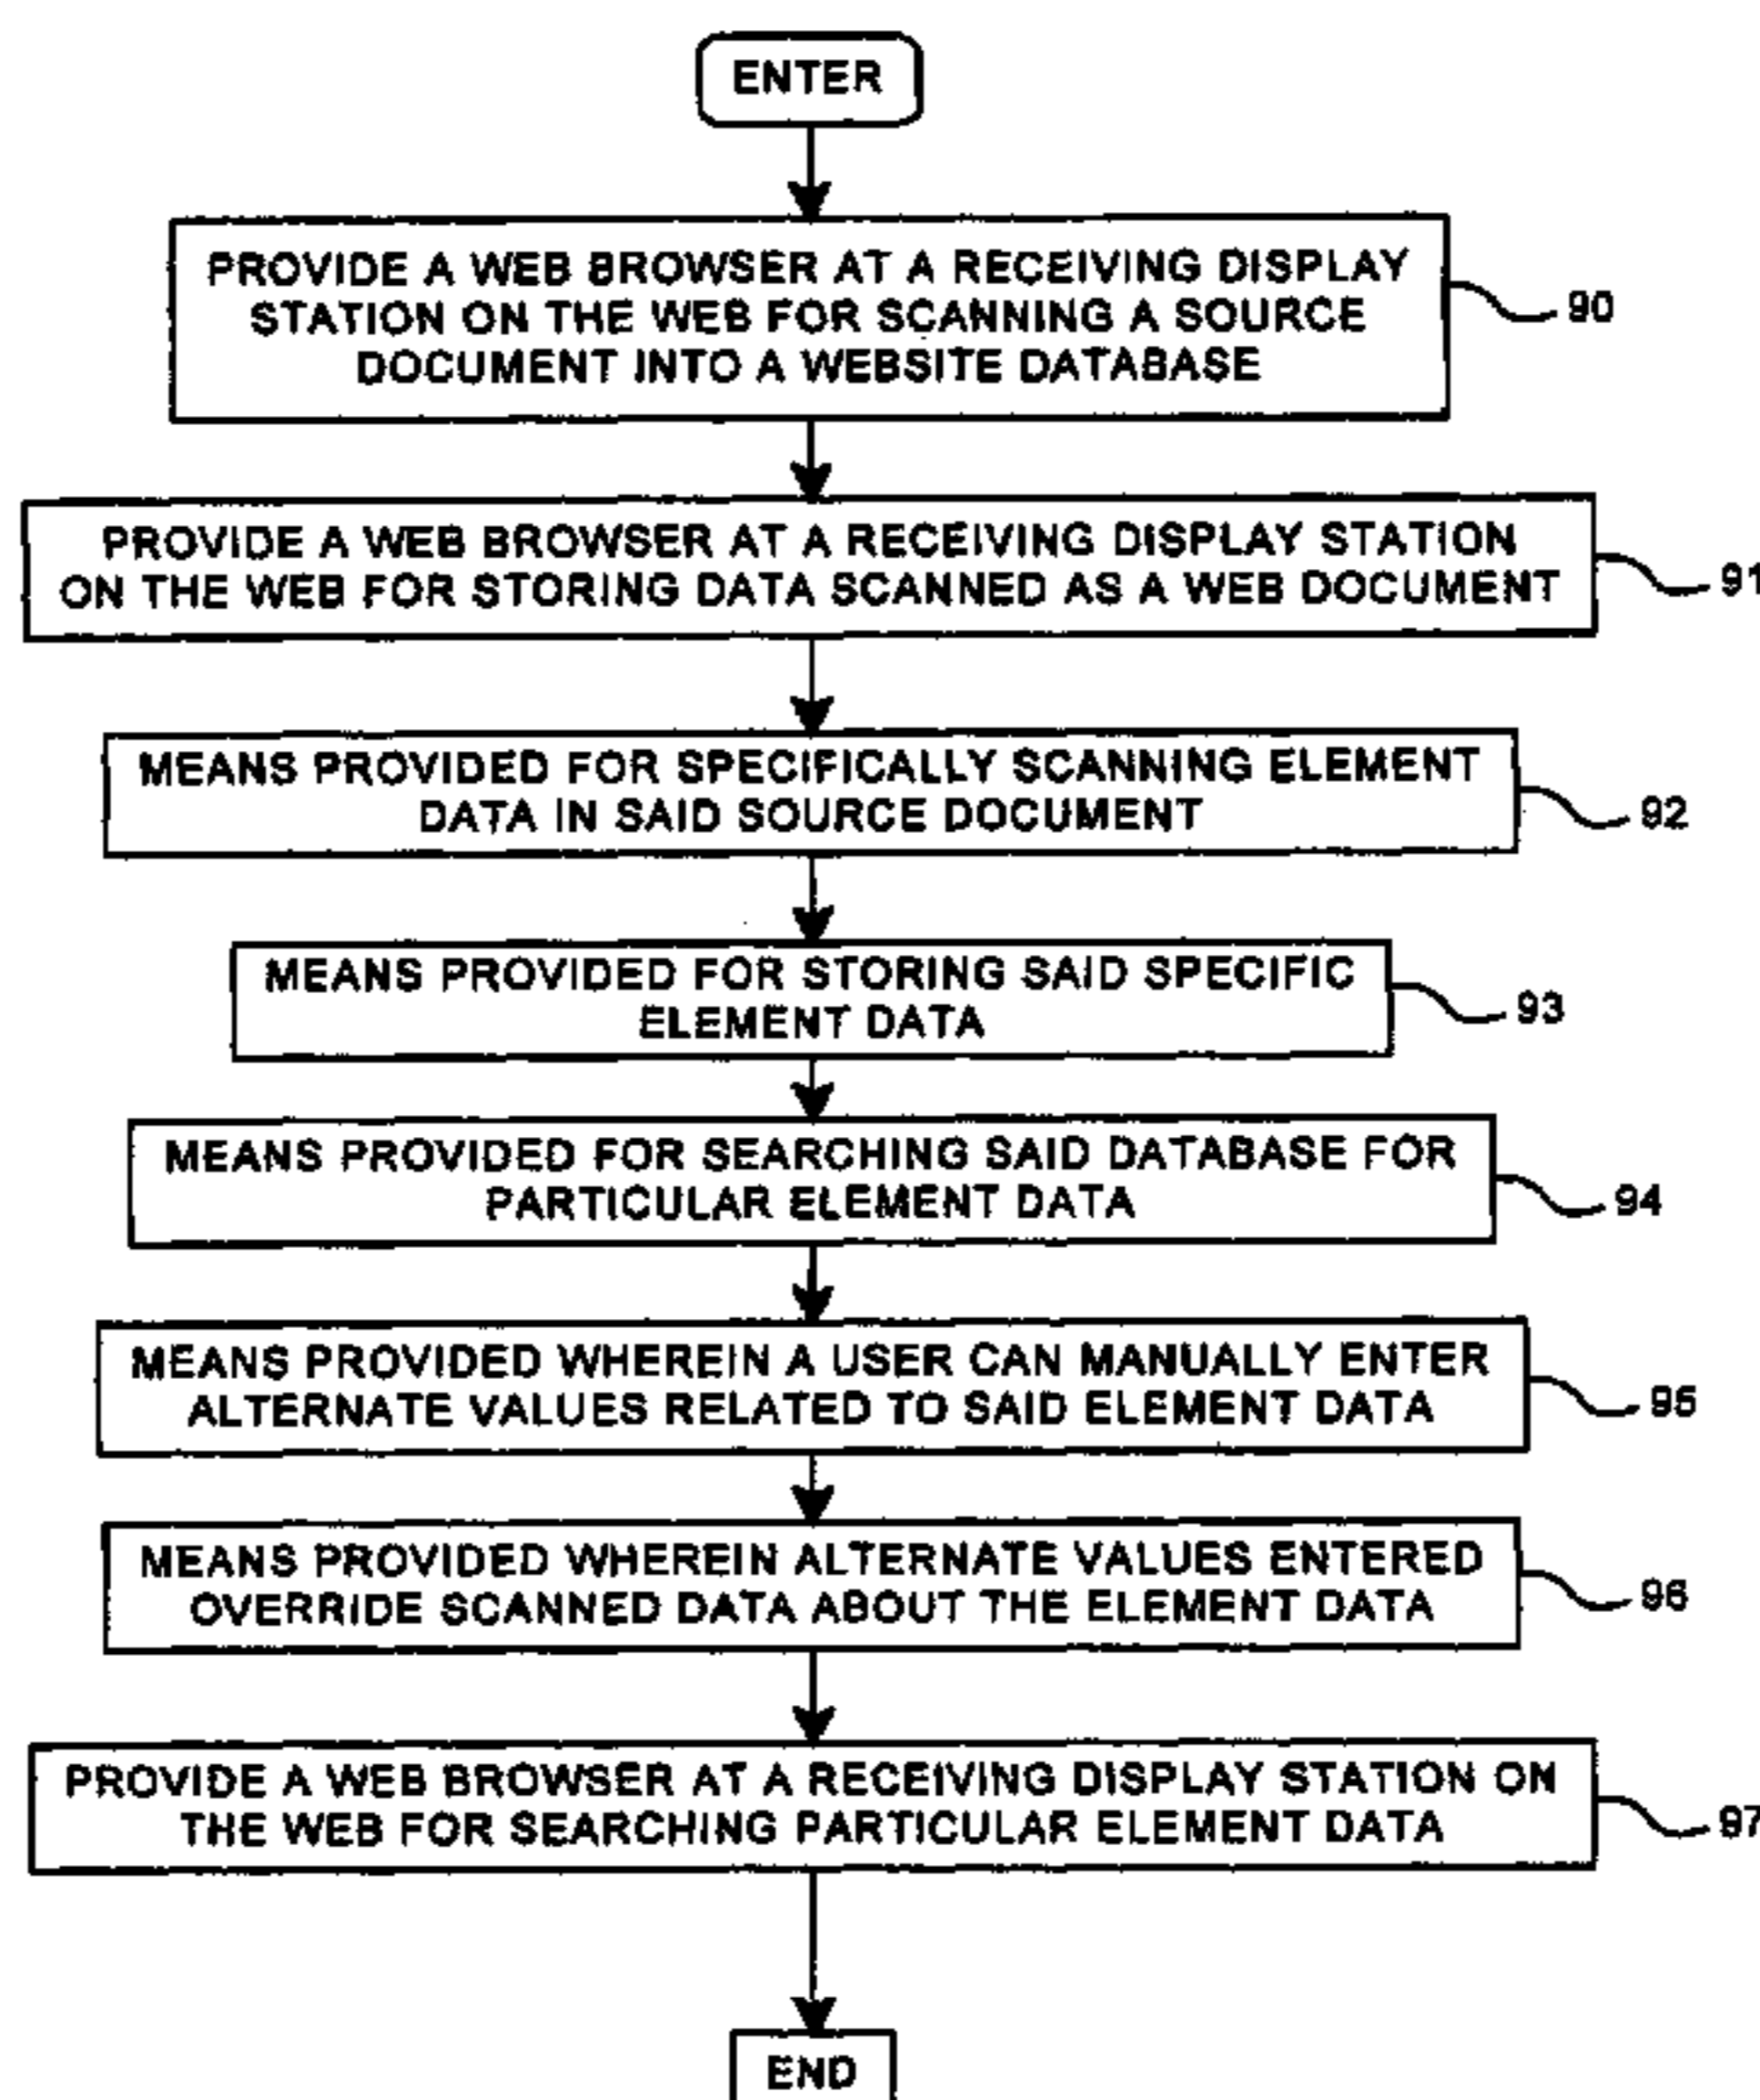 ENTER
PROVIDE A WEB BROWSER AT A RECEIVING DISPLAY
STATION ON THE WEB FOR SCANNING A SOURCE
DOCUMENT INTO A WEBSITE DATABASE
90
PROVIDE A WEB BROWSER AT A RECEIVING DISPLAY STATION
ON THE WEB FOR STORING DATA SCANNED AS A WEB DOCUMENT
91
MEANS PROVIDED FOR SPECIFICALLY SCANNING ELEMENT
DATA IN SAID SOURCE DOCUMENT
92
MEANS PROVIDED FOR STORING SAID SPECIFIC
ELEMENT DATA
93
MEANS PROVIDED FOR SEARCHING SAID DATABASE FOR
PARTICULAR ELEMENT DATA
94
MEANS PROVIDED WHEREIN A USER CAN MANUALLY ENTER
ALTERNATE VALUES RELATED TO SAID ELEMENT DATA
95
MEANS PROVIDED WHEREIN ALTERNATE VALUES ENTERED
OVERRIDE SCANNED DATA ABOUT THE ELEMENT DATA
96
PROVIDE A WEB BROWSER AT A RECEIVING DISPLAY STATION ON
THE WEB FOR SEARCHING PARTICULAR ELEMENT DATA
97
END